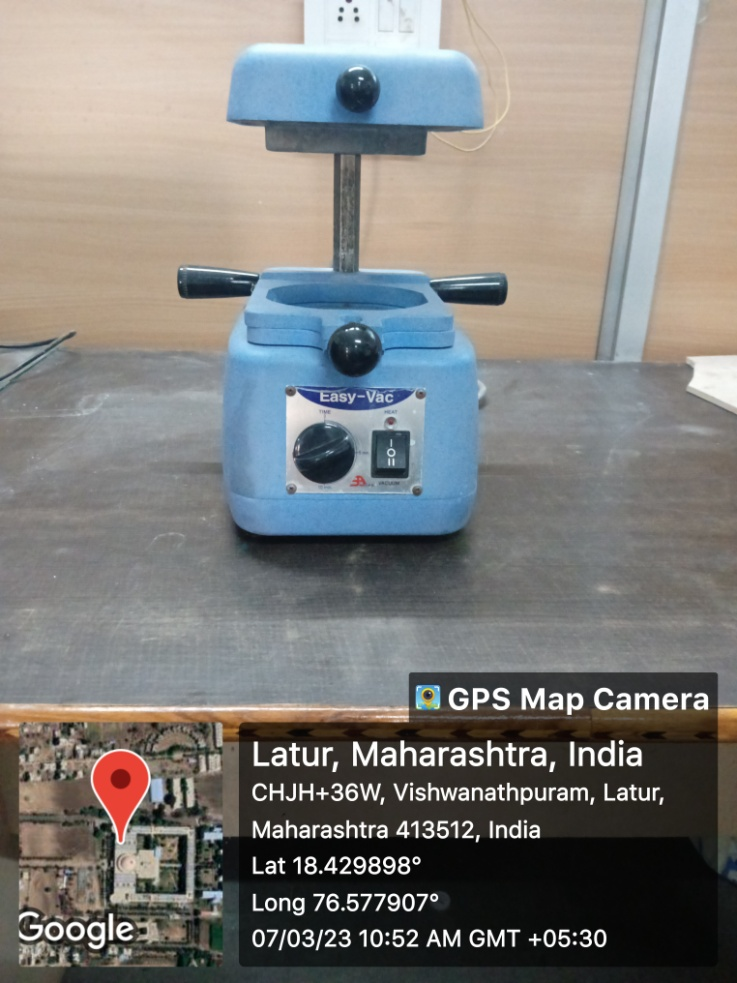 Easy-Vac
TIME
HEAT
I
O
II
VACUUM
GPS Map Camera
Latur, Maharashtra, India
CHJH+36W, Vishwanathpuram, Latur,
Maharashtra 413512, India
Lat 18.429898°
Long 76.577907°
07/03/23 10:52 AM GMT +05:30
Google